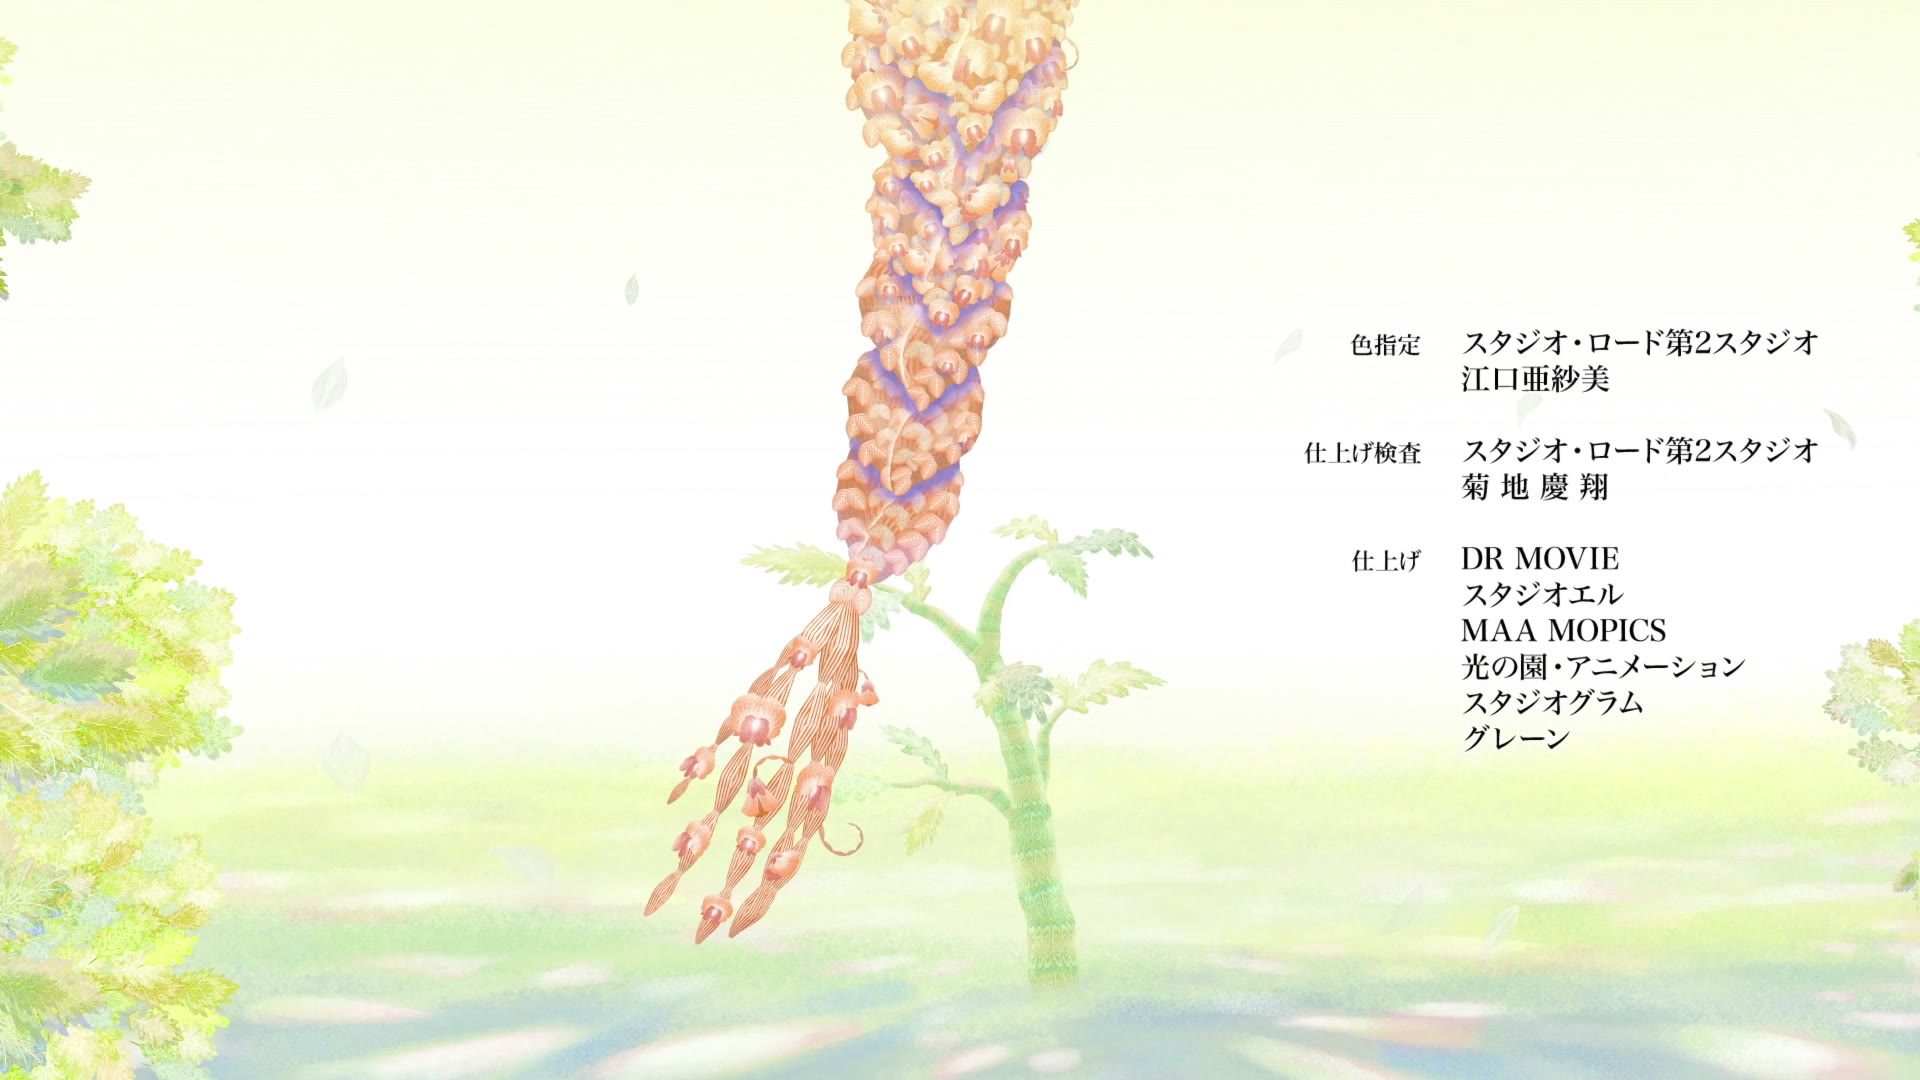 色指定 スタジオ・ロード第2スタジオ
江口亜紗美
仕上げ検査 スタジオ・ロード第2スタジオ
菊地慶翔
仕上げ DR MOVIE
スタジオエル
MAA MOPICS
光の園・アニメーション
スタジオグラム
グレーン